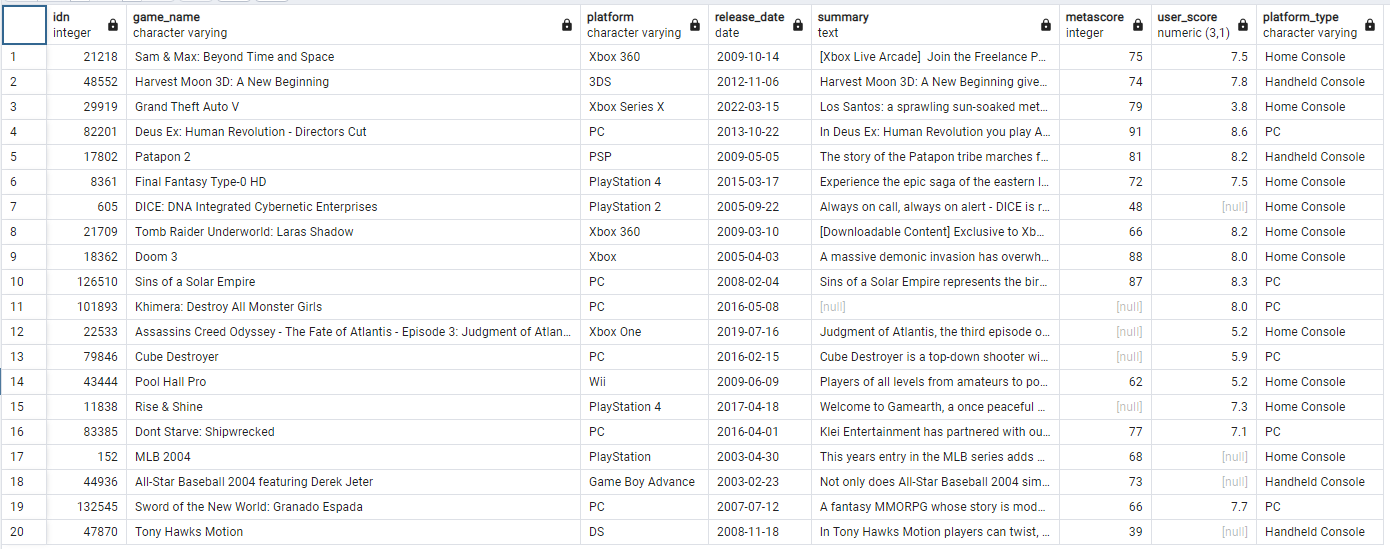 idn game_name platform release_date summary metascore user_score platform_type
integer character varying character varying date text integer numeric (3,1) character varying
1 21218 Sam & Max: Beyond Time and Space Xbox 360 2009-10-14 [Xbox Live Arcade] Join the Freelance P... 75 7.5 Home Console
2 48552 Harvest Moon 3D: A New Beginning 3DS 2012-11-06 Harvest Moon 3D: A New Beginning give... 74 7.8 Handheld Console
3 29919 Grand Theft Auto V Xbox Series X 2022-03-15 Los Santos: a sprawling sun-soaked met... 79 3.8 Home Console
4 82201 Deus Ex: Human Revolution - Directors Cut PC 2013-10-22 In Deus Ex: Human Revolution you play A... 91 8.6 PC
5 17802 Patapon 2 PSP 2009-05-05 The story of the Patapon tribe marches f... 81 8.2 Handheld Console
6 8361 Final Fantasy Type-0 HD PlayStation 4 2015-03-17 Experience the epic saga of the eastern l... 72 7.5 Home Console
7 605 DICE: DNA Integrated Cybernetic Enterprises PlayStation 2 2005-09-22 Always on call, always on alert - DICE is r... 48 [null] Home Console
8 21709 Tomb Raider Underworld: Laras Shadow Xbox 360 2009-03-10 [Downloadable Content] Exclusive to Xb... 66 8.2 Home Console
9 18362 Doom 3 Xbox 2005-04-03 A massive demonic invasion has overwh... 88 8.0 Home Console
10 126510 Sins of a Solar Empire PC 2008-02-04 Sins of a Solar Empire represents the bir... 87 8.3 PC
11 101893 Khimera: Destroy All Monster Girls PC 2016-05-08 [null] [null] 8.0 PC
12 22533 Assassins Creed Odyssey - The Fate of Atlantis - Episode 3: Judgment of Atlan... Xbox One 2019-07-16 Judgment of Atlantis, the third episode o... [null] 5.2 Home Console
13 79846 Cube Destroyer PC 2016-02-15 Cube Destroyer is a top-down shooter wi... [null] 5.9 PC
14 43444 Pool Hall Pro Wii 2009-06-09 Players of all levels from amateurs to po... 62 5.2 Home Console
15 11838 Rise & Shine PlayStation 4 2017-04-18 Welcome to Gamearth, a once peaceful ... [null] 7.3 Home Console
16 83385 Dont Starve: Shipwrecked PC 2016-04-01 Klei Entertainment has partnered with ou... 77 7.1 PC
17 152 MLB 2004 PlayStation 2003-04-30 This years entry in the MLB series adds ... 68 [null] Home Console
18 44936 All-Star Baseball 2004 featuring Derek Jeter Game Boy Advance 2003-02-23 Not only does All-Star Baseball 2004 sim... 73 [null] Handheld Console
19 132545 Sword of the New World: Granado Espada PC 2007-07-12 A fantasy MMORPG whose story is mod... 66 7.7 PC
20 47870 Tony Hawks Motion DS 2008-11-18 In Tony Hawks Motion players can twist, ... 39 [null] Handheld Console